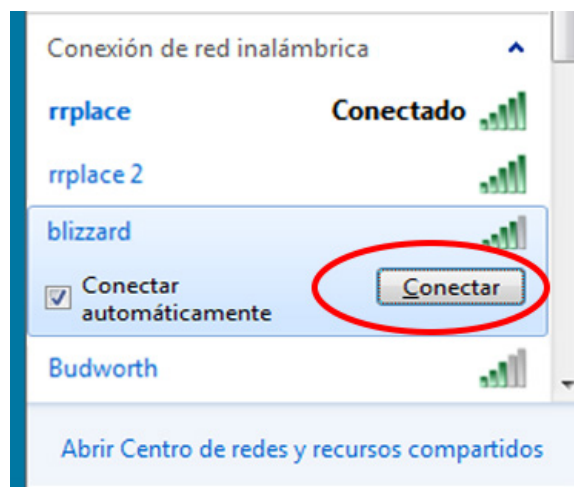 Conexión de red inalámbrica
rrplace Conectado
rrplace 2
blizzard
Conectar
automáticamente
Conectar
Budworth
Abrir Centro de redes y recursos compartidos